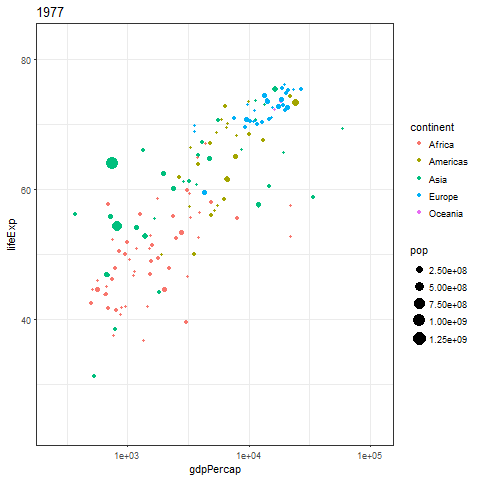 1977
80
60
40
lifeExp
1e+03 1e+04 1e+05
gdpPercap
continent
Africa
Americas
Asia
Europe
Oceania
pop
2.50e+08
5.00e+08
7.50e+08
1.00e+09
1.25e+09